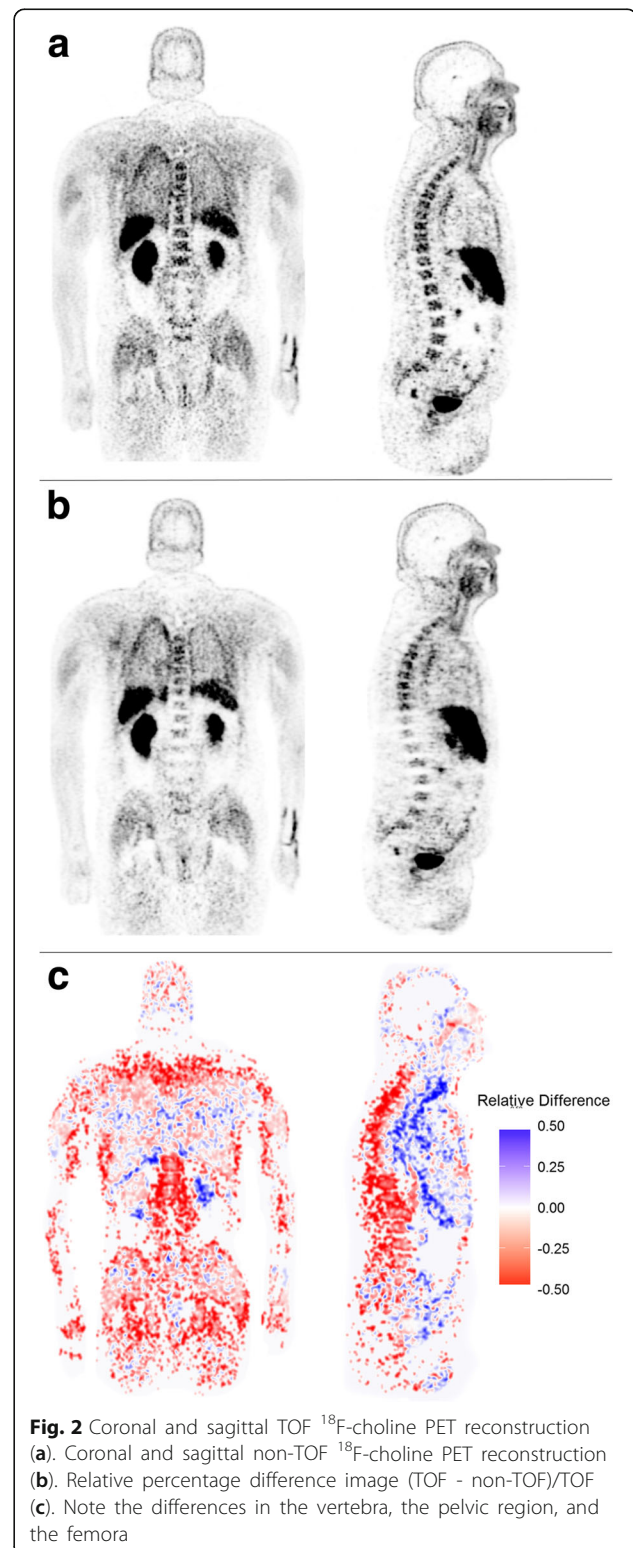 a
b
c
Relative Difference
0.50
0.25
0.00
-0.25
-0.50
Fig. 2 Coronal and sagittal TOF ¹⁸F-choline PET reconstruction
(a). Coronal and sagittal non-TOF ¹⁸F-choline PET reconstruction
(b). Relative percentage difference image (TOF - non-TOF)/TOF
(c). Note the differences in the vertebra, the pelvic region, and
the femora